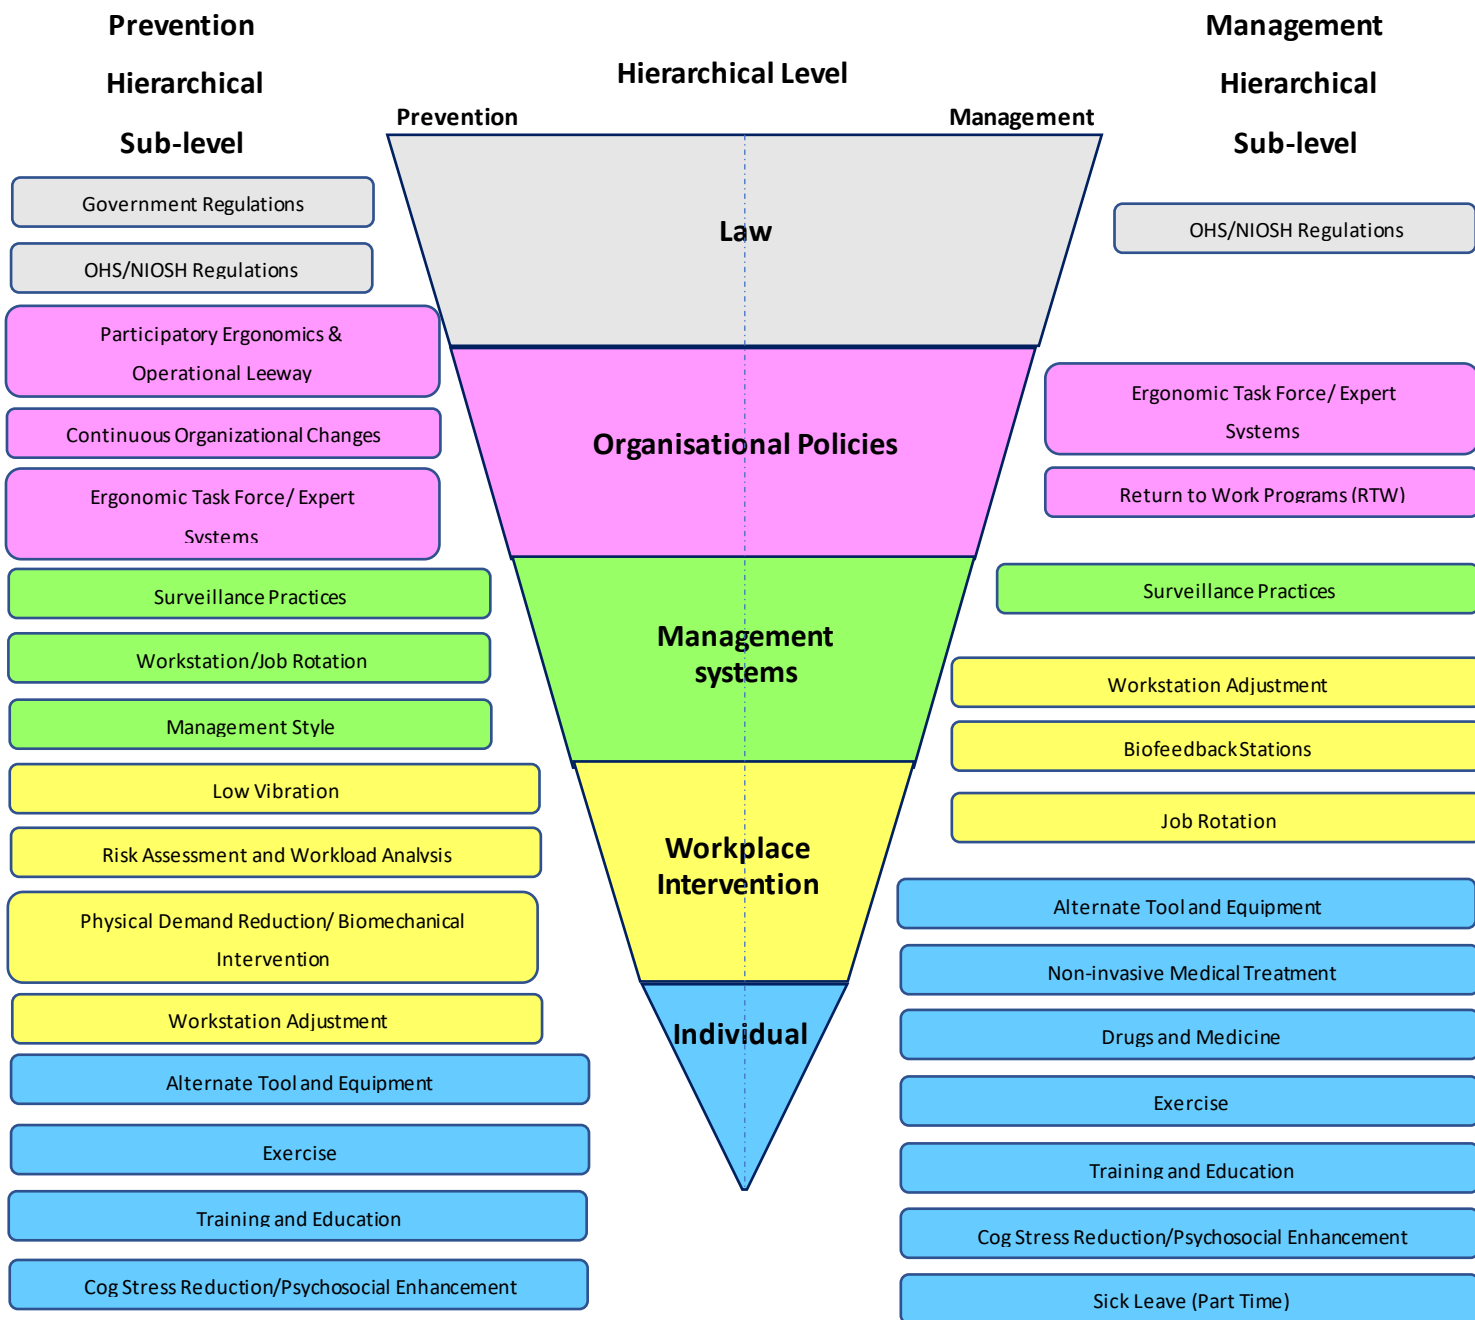 Prevention
Hierarchical
Sub-level
Government Regulations
OHS/NIOSH Regulations
Participatory Ergonomics &
Operational Leeway
Continuous Organizational Changes
Ergonomic Task Force/ Expert
Systems
Surveillance Practices
Workstation/Job Rotation
Management Style
Low Vibration
Risk Assessment and Workload Analysis
Physical Demand Reduction/ Biomechanical
Intervention
Workstation Adjustment
Alternate Tool and Equipment
Exercise
Training and Education
Cog Stress Reduction/Psychosocial Enhancement
Hierarchical Level
Prevention
Management
Law
Organisational Policies
Management
systems
Workplace
Intervention
Individual
Management
Hierarchical
Sub-level
OHS/NIOSH Regulations
Ergonomic Task Force/ Expert
Systems
Return to Work Programs (RTW)
Surveillance Practices
Workstation Adjustment
Biofeedback Stations
Job Rotation
Alternate Tool and Equipment
Non-invasive Medical Treatment
Drugs and Medicine
Exercise
Training and Education
Cog Stress Reduction/Psychosocial Enhancement
Sick Leave (Part Time)